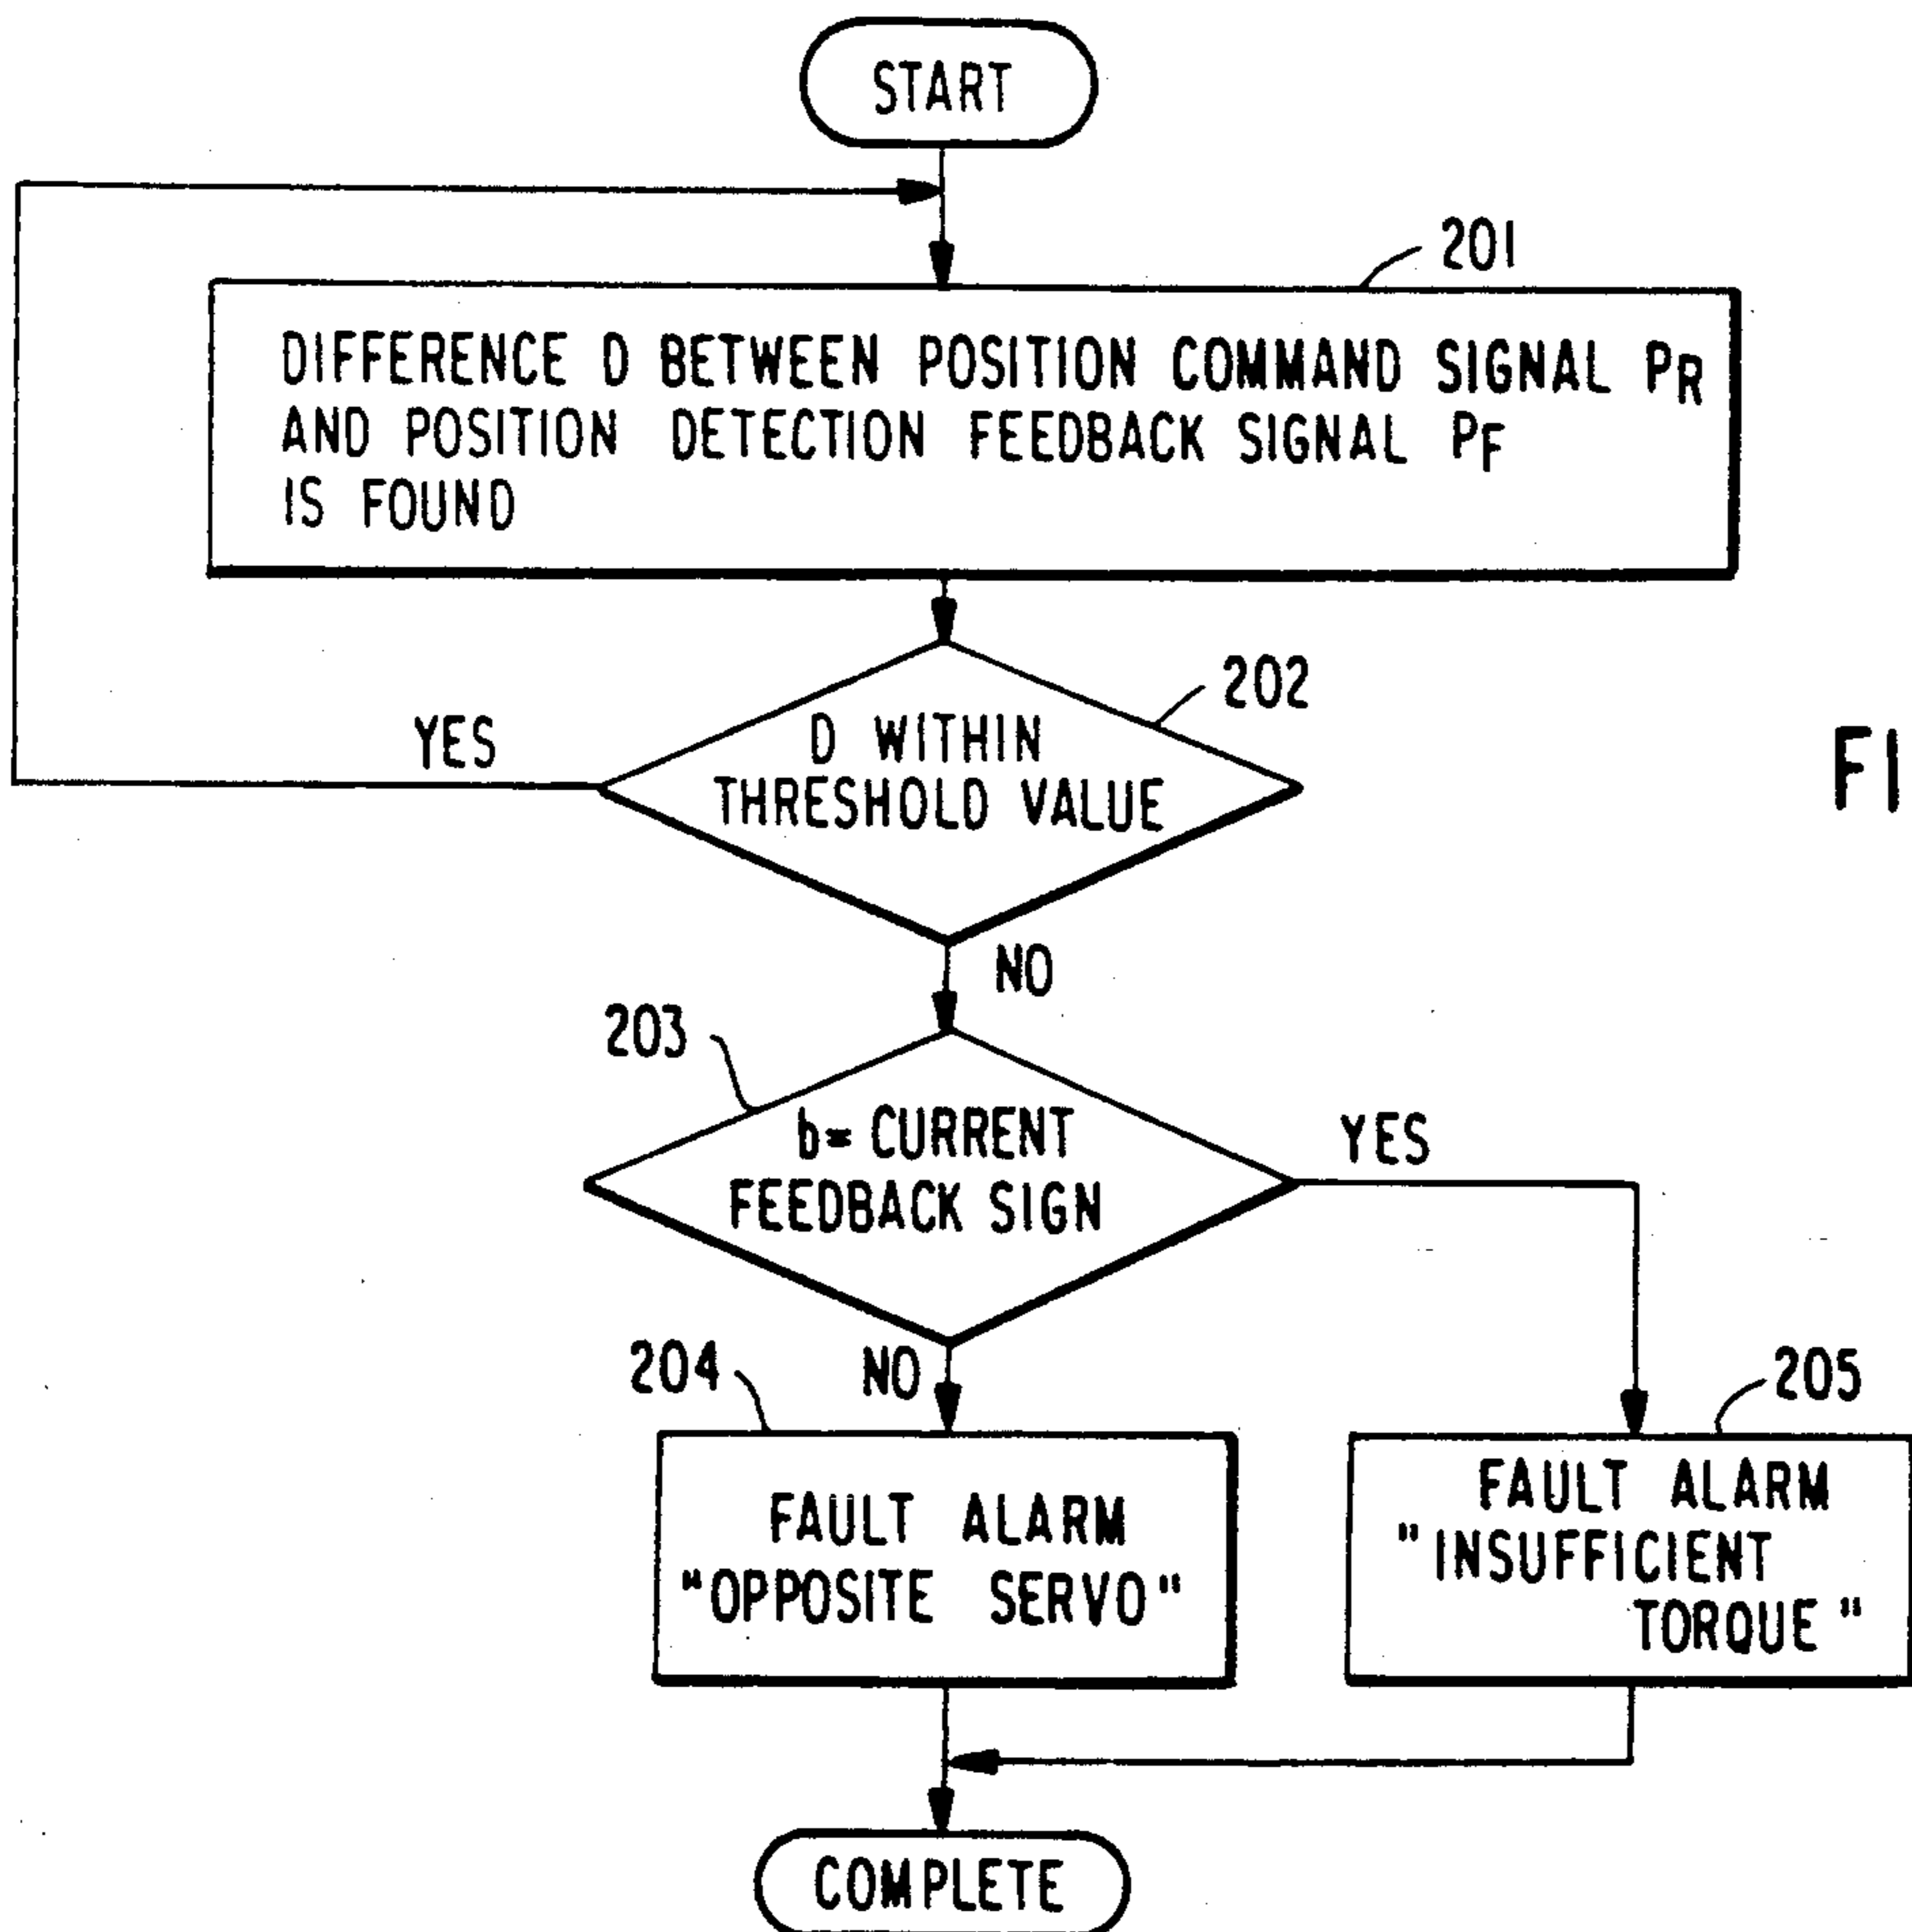 START
201
DIFFERENCE D BETWEEN POSITION COMMAND SIGNAL PR
AND POSITION DETECTION FEEDBACK SIGNAL PF
IS FOUND
202
YES
D WITHIN
THRESHOLD VALUE
FI
NO
203
b= CURRENT
FEEDBACK SIGN
YES
204
NO
205
FAULT ALARM
"OPPOSITE SERVO"
FAULT ALARM
"INSUFFICIENT
TORQUE"
COMPLETE